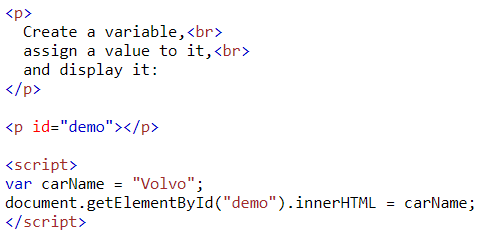 <p>
  Create a variable,<br>
  assign a value to it,<br>
  and display it:
</p>

<p id="demo"></p>

<script>
var carName = "Volvo";
document.getElementById("demo").innerHTML = carName;
</script>